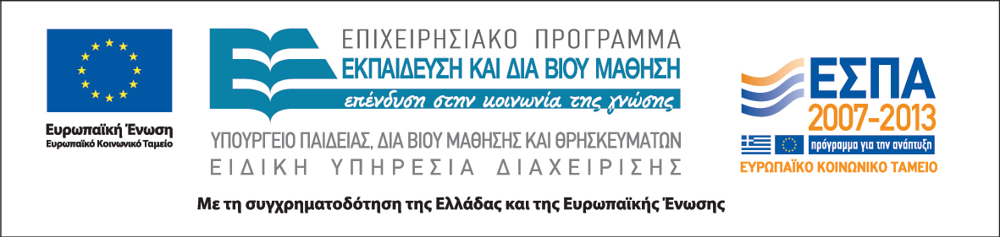 Ευρωπαϊκή Ένωση
Ευρωπαϊκό Κοινωνικό Ταμείο
ΕΠΙΧΕΙΡΗΣΙΑΚΟ ΠΡΟΓΡΑΜΜΑ
ΕΚΠΑΙΔΕΥΣΗ ΚΑΙ ΔΙΑ ΒΙΟΥ ΜΑΘΗΣΗ
επένδυση στην κοινωνία της γνώσης
ΥΠΟΥΡΓΕΙΟ ΠΑΙΔΕΙΑΣ, ΔΙΑ ΒΙΟΥ ΜΑΘΗΣΗΣ ΚΑΙ ΘΡΗΣΚΕΥΜΑΤΩΝ
ΕΙΔΙΚΗ ΥΠΗΡΕΣΙΑ ΔΙΑΧΕΙΡΙΣΗΣ
ΕΣΠΑ
2007-2013
πρόγραμμα για την ανάπτυξη
ΕΥΡΩΠΑΪΚΟ ΚΟΙΝΩΝΙΚΟ ΤΑΜΕΙΟ
Με τη συγχρηματοδότηση της Ελλάδας και της Ευρωπαϊκής Ένωσης